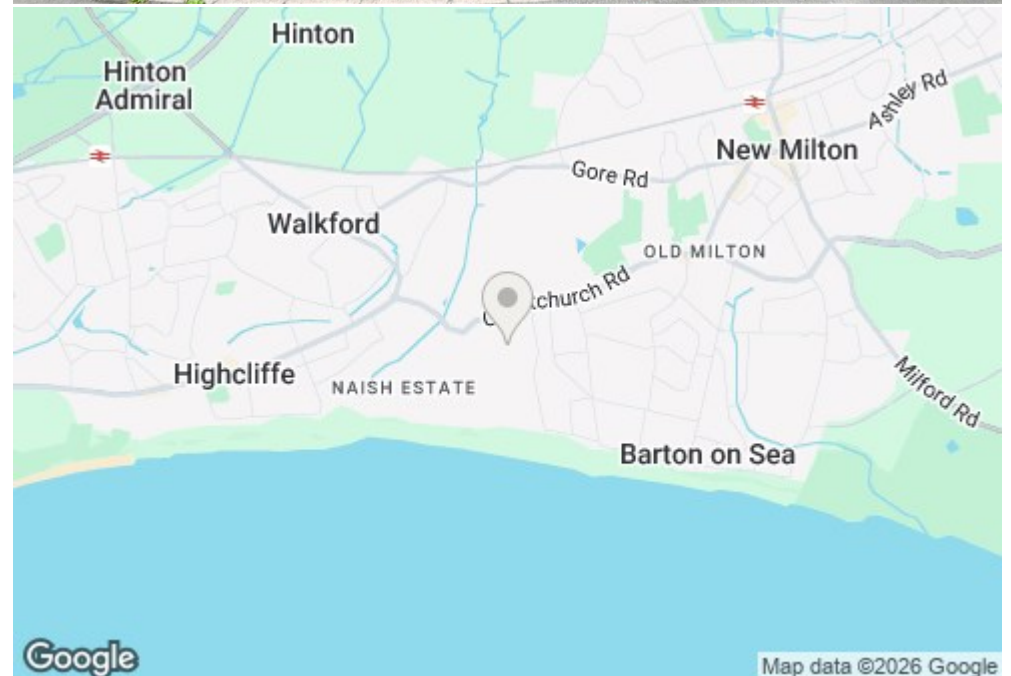 Hinton
Hinton
Admiral
Ashley Rd
New Milton
Gore Rd
Walkford
OLD MILTON
tchurch Rd
Highcliffe
NAISH ESTATE
Milford Rd
Barton on Sea
Google
Map data ©2026 Google